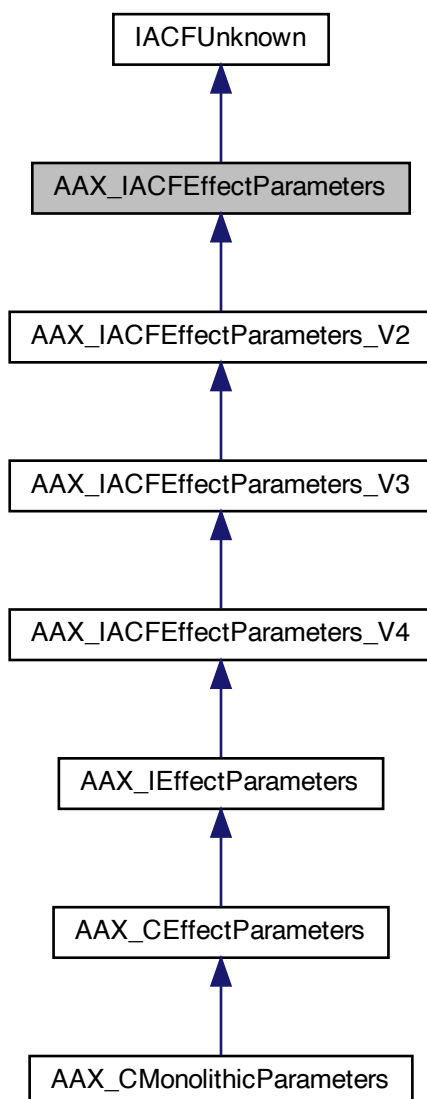 IACFUnknown
AAX_IACFEffectParameters
AAX_IACFEffectParameters_V2
AAX_IACFEffectParameters_V3
AAX_IACFEffectParameters_V4
AAX_IEffectParameters
AAX_CEffectParameters
AAX_CMonolithicParameters